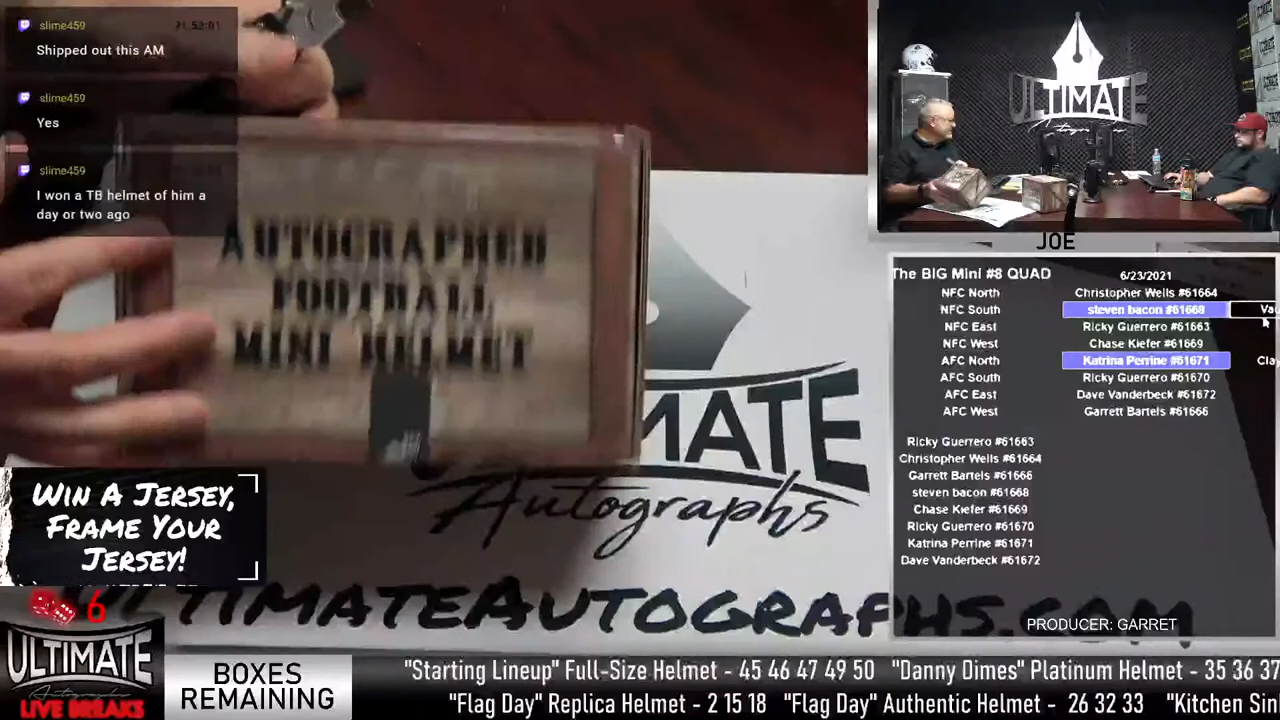 slime459
21:53:01
Shipped out this AM
slime459
Yes
slime459
I won a TB helmet of him a
day or two ago
AUTOGRAPHED
FOOTBALL
MINI HELMET
ULTIMATE
Autographs
JOE
The BIG Mini #8 QUAD 6/23/2021
NFC North Christopher Wells #61664
NFC South steven bacon #61668
NFC East Ricky Guerrero #61663
NFC West Chase Kiefer #61669
AFC North Katrina Perrine #61671
AFC South Ricky Guerrero #61670
AFC East Dave Vanderbeck #61672
AFC West Garrett Bartels #61666
Ricky Guerrero #61663
Christopher Wells #61664
Garrett Bartels #61666
steven bacon #61668
Chase Kiefer #61669
Ricky Guerrero #61670
Katrina Perrine #61671
Dave Vanderbeck #61672
PRODUCER: GARRET
MATE
Autographs
ULTIMATEAUTOGRAPHS.COM
WIN A JERSEY,
FRAME YOUR
JERSEY!
6
ULTIMATE
Autographs
LIVE BREAKS
BOXES
REMAINING
"Starting Lineup" Full-Size Helmet - 45 46 47 49 50 "Danny Dimes" Platinum Helmet - 35 36 37
"Flag Day" Replica Helmet - 2 15 18 "Flag Day" Authentic Helmet - 26 32 33 "Kitchen Sin